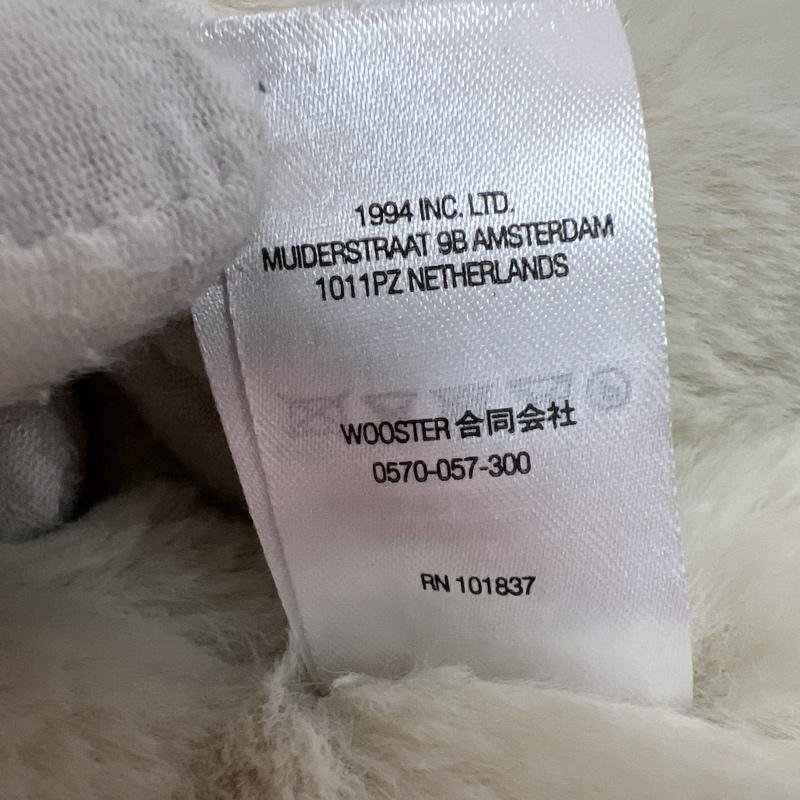 1994 INC. LTD.
MUIDERSTRAAT 9B AMSTERDAM
1011PZ NETHERLANDS
WOOSTER 合同会社
0570-057-300
RN 101837